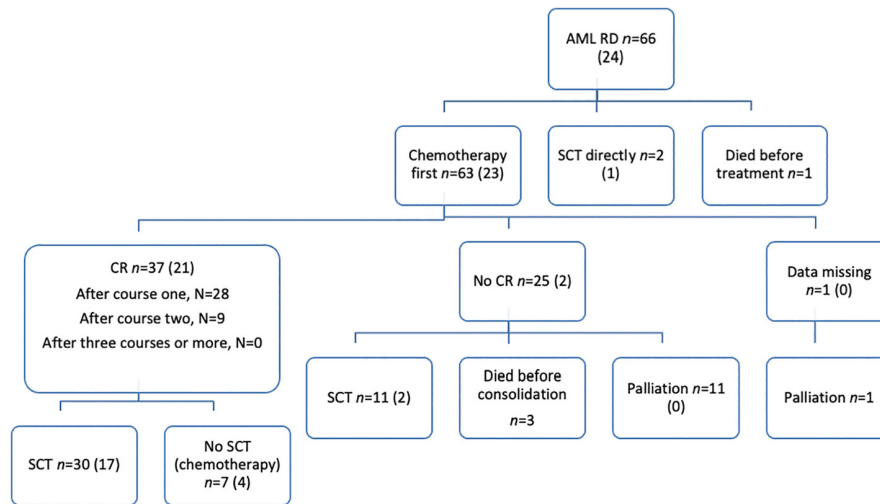 AML RD n=66
(24)
Chemotherapy
first n=63 (23)
SCT directly n=2
(1)
Died before
treatment n=1
CR n=37 (21)
After course one, N=28
After course two, N=9
After three courses or more, N=0
No CR n=25 (2)
Data missing
n=1 (0)
SCT n=11 (2)
Died before
consolidation
n=3
Palliation n=11
(0)
Palliation n=1
SCT n=30 (17)
No SCT
(chemotherapy)
n=7 (4)